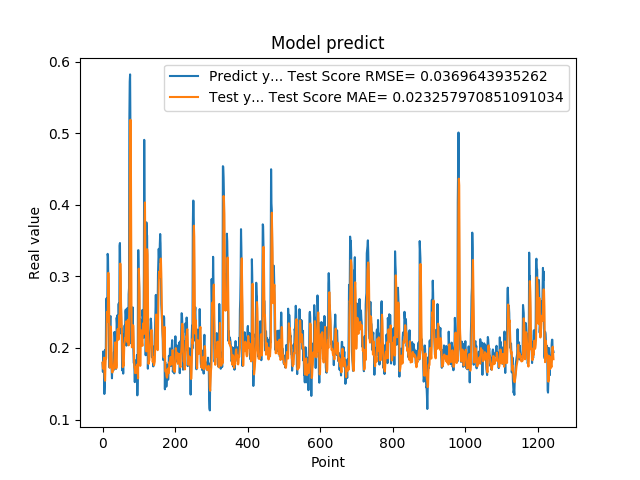 Model predict
Predict y... Test Score RMSE= 0.0369643935262
Test y... Test Score MAE= 0.023257970851091034
0.6
0.5
0.4
0.3
0.2
0.1
Real value
0 200 400 600 800 1000 1200
Point